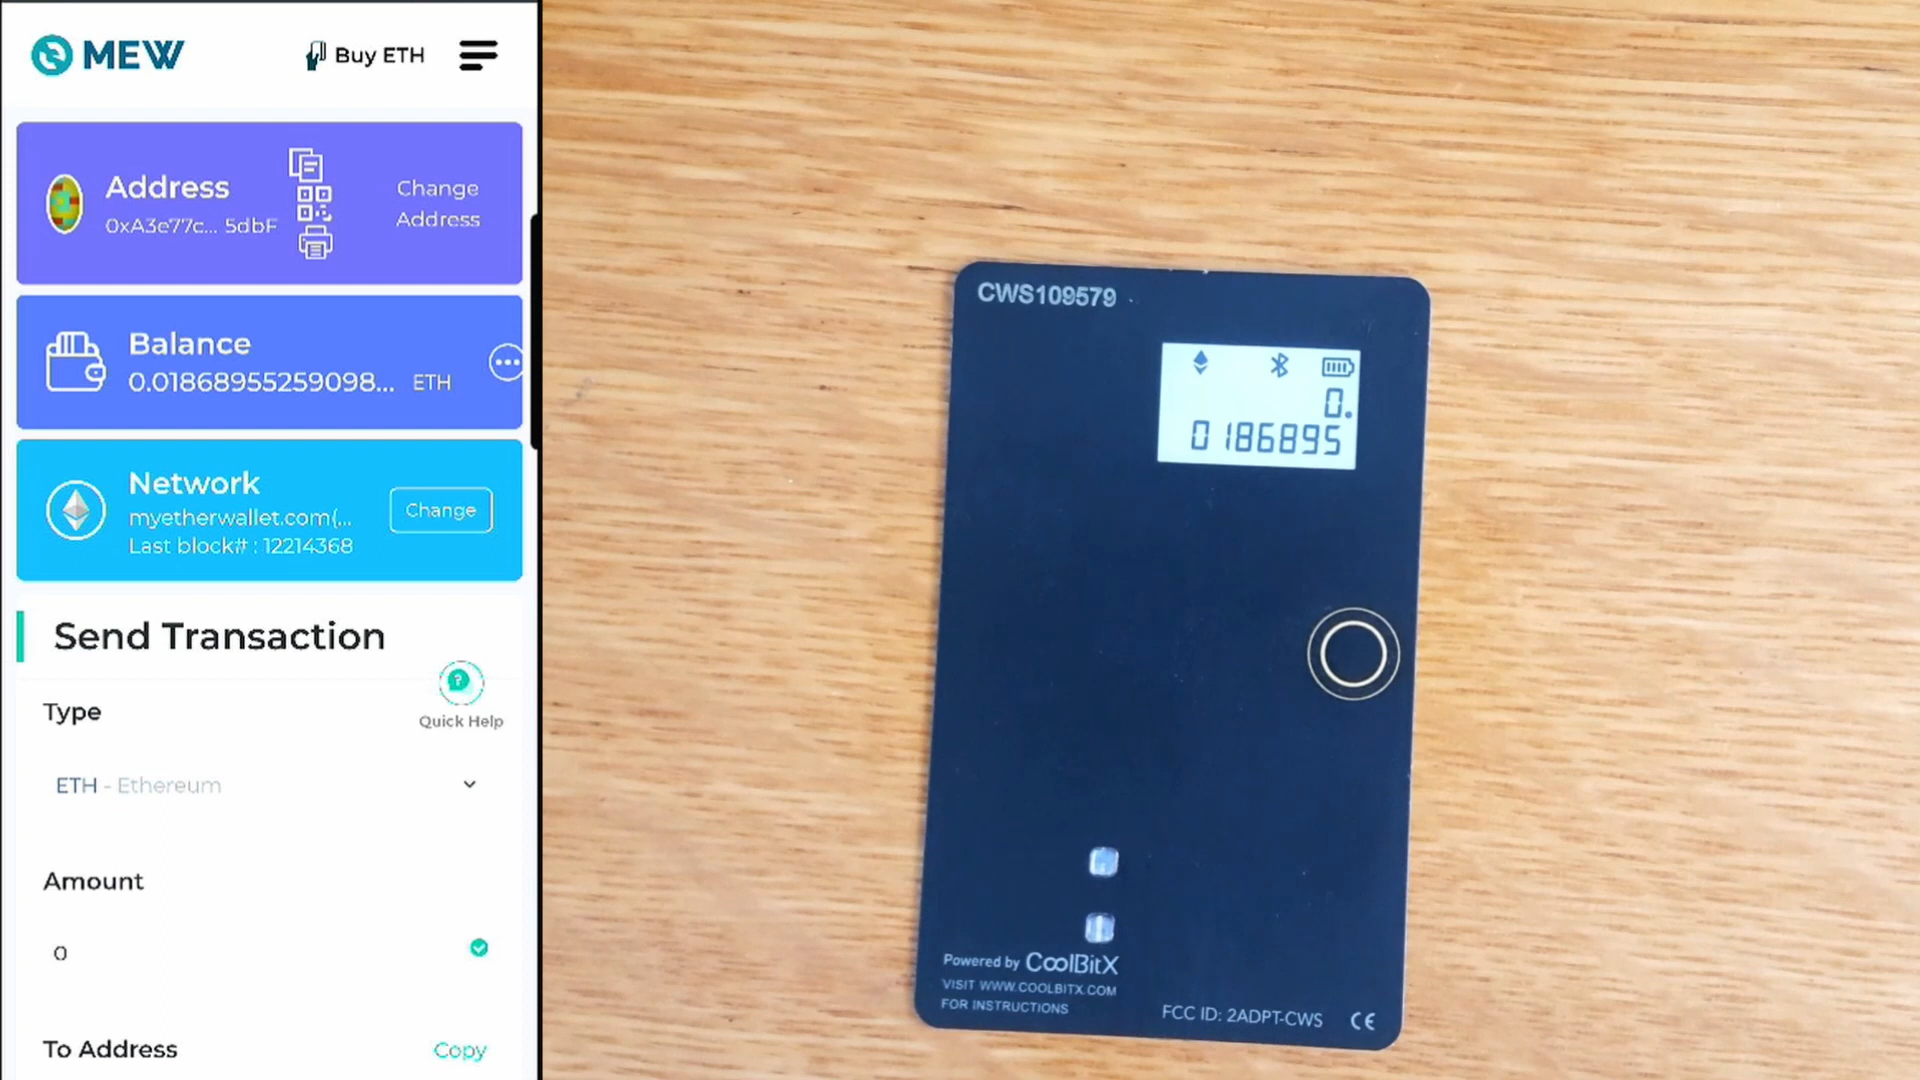 MEW
Buy ETH
Address
0xA3e77c... 5dbF
Change
Address
Balance
0.01868955259098... ETH
Network
myetherwallet.com(...
Last block# : 12214368
Change
Send Transaction
Quick Help
Type
ETH - Ethereum
Amount
0
To Address
Copy
CWS109579
0.
0186895
Powered by CoolBitX
VISIT WWW.COOLBITX.COM
FOR INSTRUCTIONS
FCC ID: 2ADPT-CWS CE